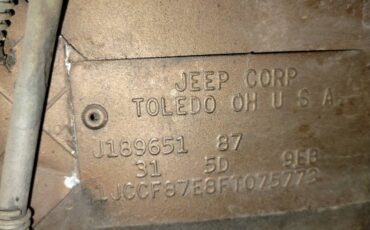 JEEP CORP
TOLEDO OH U S A
J189651 87
31 5D 9EB
1JCCF87E8FT075773